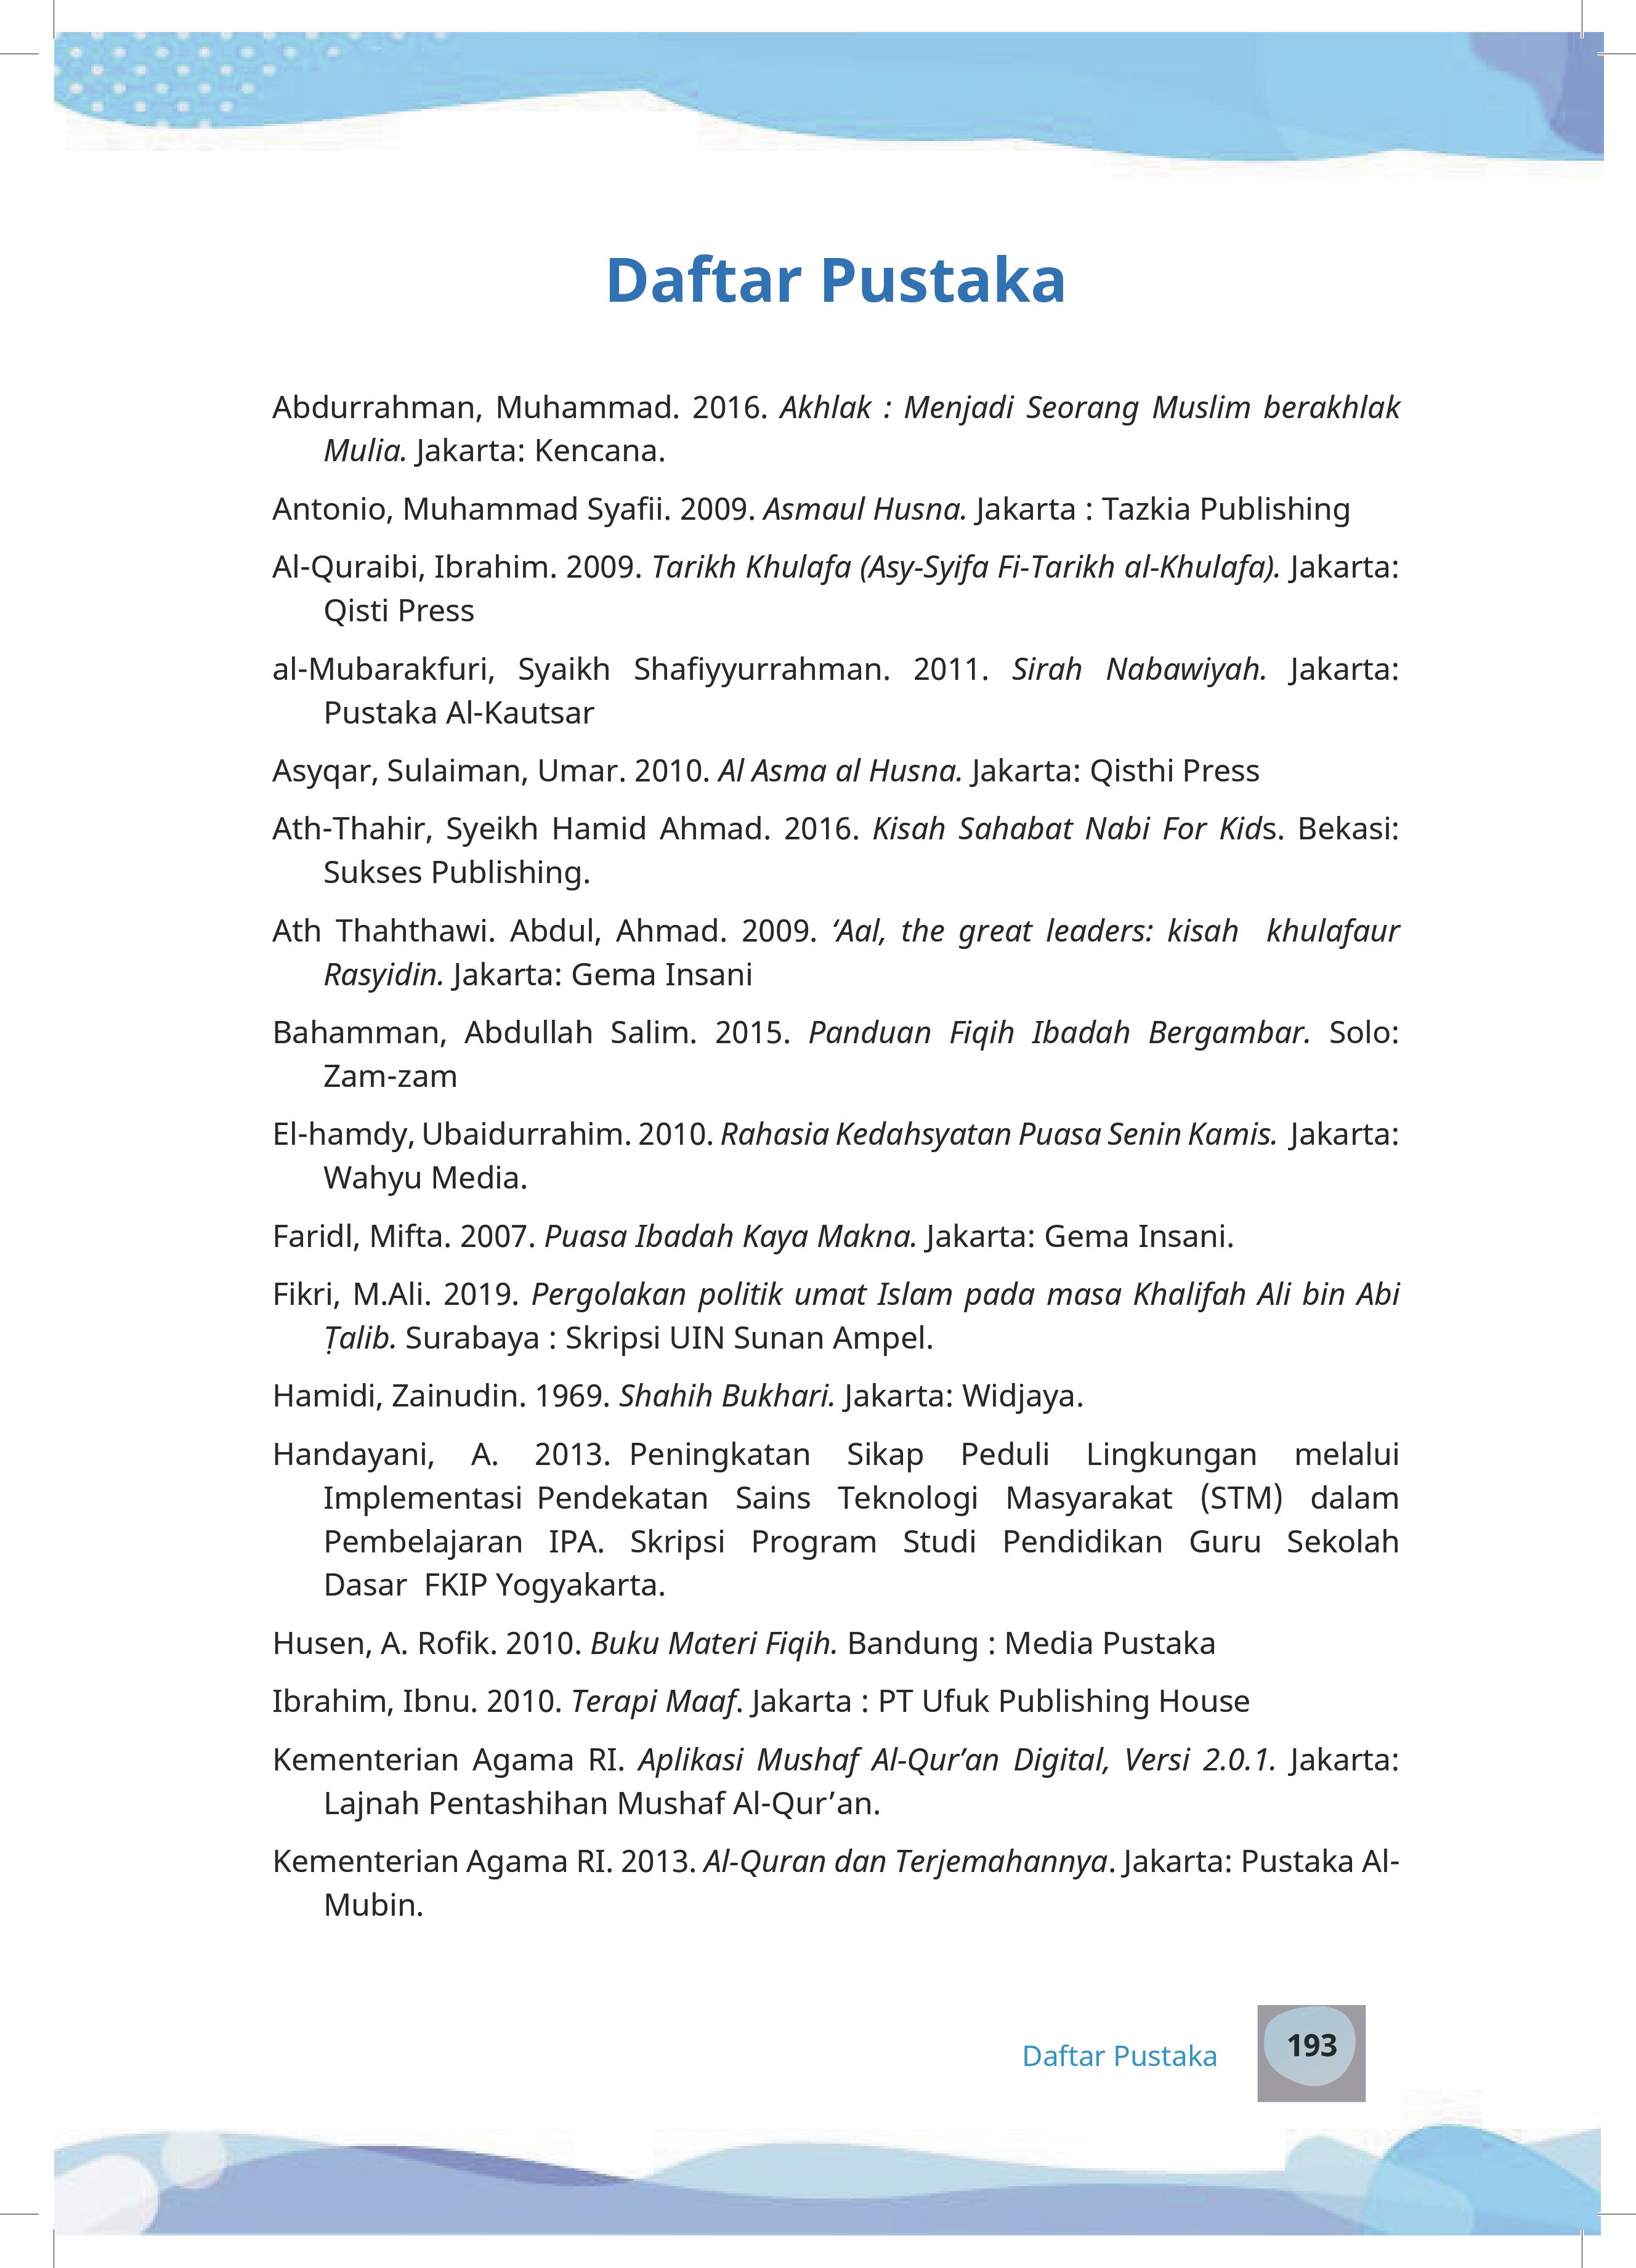 Daftar Pustaka
Abdurrahman, Muhammad. 2016. Akhlak : Menjadi Seorang Muslim berakhlak
Mulia. Jakarta: Kencana.
Antonio, Muhammad Syafii. 2009. Asmaul Husna. Jakarta : Tazkia Publishing
Al-Quraibi, Ibrahim. 2009. Tarikh Khulafa (Asy-Syifa Fi-Tarikh al-Khulafa). Jakarta:
Qisti Press
al-Mubarakfuri, Syaikh Shafiyyurrahman. 2011. Sirah Nabawiyah. Jakarta:
Pustaka Al-Kautsar
Asyqar, Sulaiman, Umar. 2010. Al Asma al Husna. Jakarta: Qisthi Press
Ath-Thahir, Syeikh Hamid Ahmad. 2016. Kisah Sahabat Nabi For Kids. Bekasi:
Sukses Publishing.
Ath Thahthawi. Abdul, Ahmad. 2009. ‘Aal, the great leaders: kisah khulafaur
Rasyidin. Jakarta: Gema Insani
Bahamman, Abdullah Salim. 2015. Panduan Fiqih Ibadah Bergambar. Solo:
Zam-zam
El-hamdy, Ubaidurrahim. 2010. Rahasia Kedahsyatan Puasa Senin Kamis. Jakarta:
Wahyu Media.
Faridl, Mifta. 2007. Puasa Ibadah Kaya Makna. Jakarta: Gema Insani.
Fikri, M.Ali. 2019. Pergolakan politik umat Islam pada masa Khalifah Ali bin Abi
Ṭalib. Surabaya : Skripsi UIN Sunan Ampel.
Hamidi, Zainudin. 1969. Shahih Bukhari. Jakarta: Widjaya.
Handayani, A. 2013. Peningkatan Sikap Peduli Lingkungan melalui
Implementasi Pendekatan Sains Teknologi Masyarakat (STM) dalam
Pembelajaran IPA. Skripsi Program Studi Pendidikan Guru Sekolah
Dasar FKIP Yogyakarta.
Husen, A. Rofik. 2010. Buku Materi Fiqih. Bandung : Media Pustaka
Ibrahim, Ibnu. 2010. Terapi Maaf. Jakarta : PT Ufuk Publishing House
Kementerian Agama RI. Aplikasi Mushaf Al-Qur’an Digital, Versi 2.0.1. Jakarta:
Lajnah Pentashihan Mushaf Al-Qur’an.
Kementerian Agama RI. 2013. Al-Quran dan Terjemahannya. Jakarta: Pustaka Al-
Mubin.
Daftar Pustaka 193